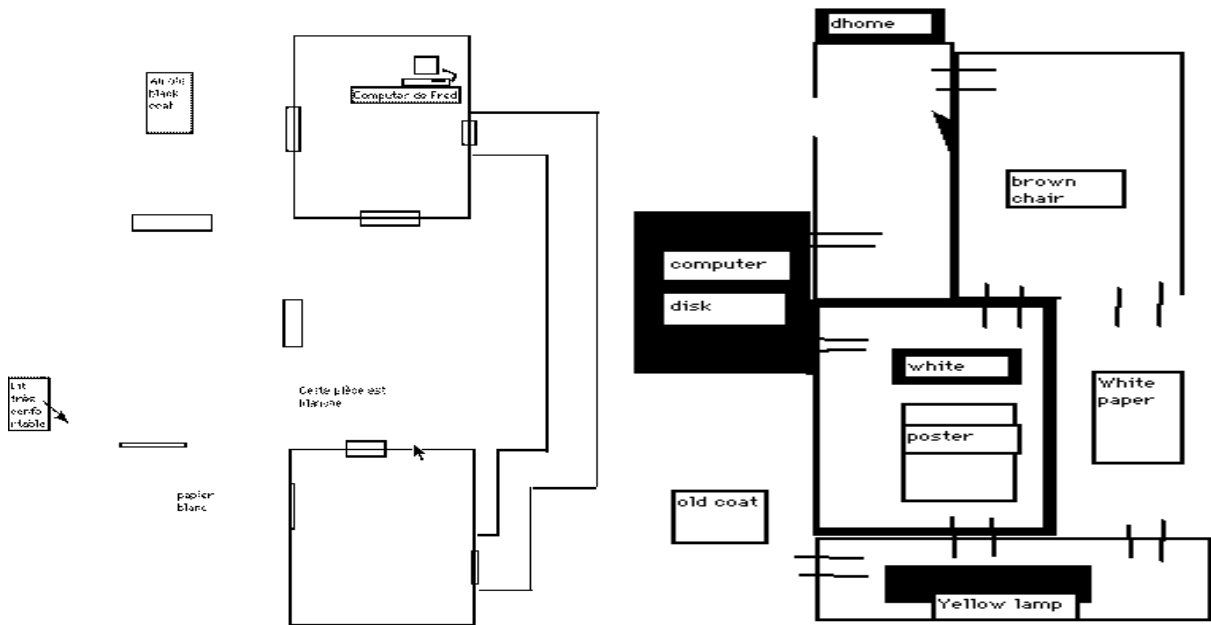 An old
black
coat
Computer de Fred
Lit
très
confo
rtable
Cette pièce est
blanche
papier
blanc
dhome
brown
chair
computer
disk
white
poster
White
paper
old coat
Yellow lamp